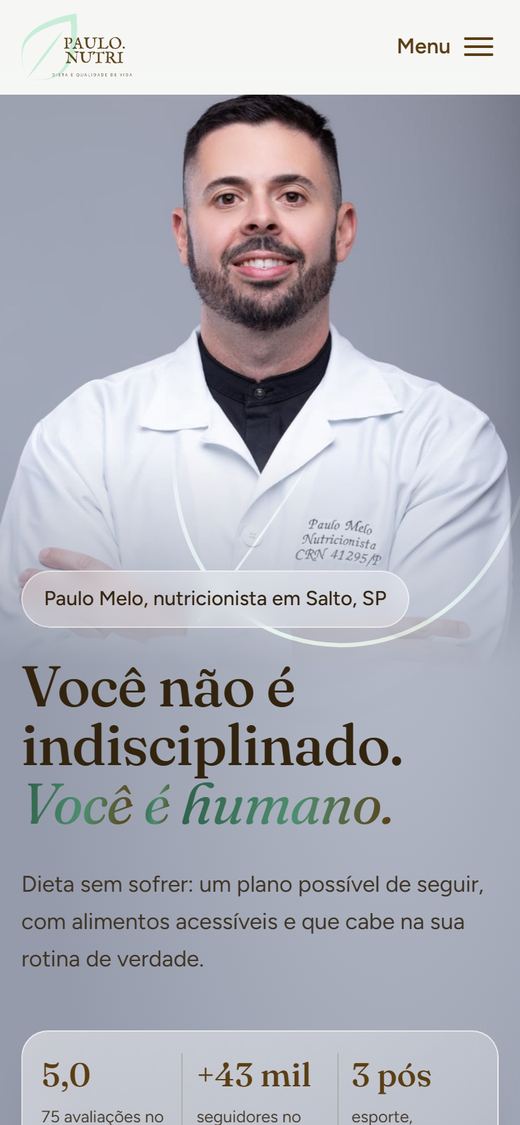 PAULO.
NUTRI
DIETA E QUALIDADE DE VIDA
Menu
Paulo Melo
Nutricionista
CRN 41295/P
Paulo Melo, nutricionista em Salto, SP
Você não é
indisciplinado.
Você é humano.
Dieta sem sofrer: um plano possível de seguir,
com alimentos acessíveis e que cabe na sua
rotina de verdade.
5,0
+43 mil
3 pós
75 avaliações no
seguidores no
esporte,